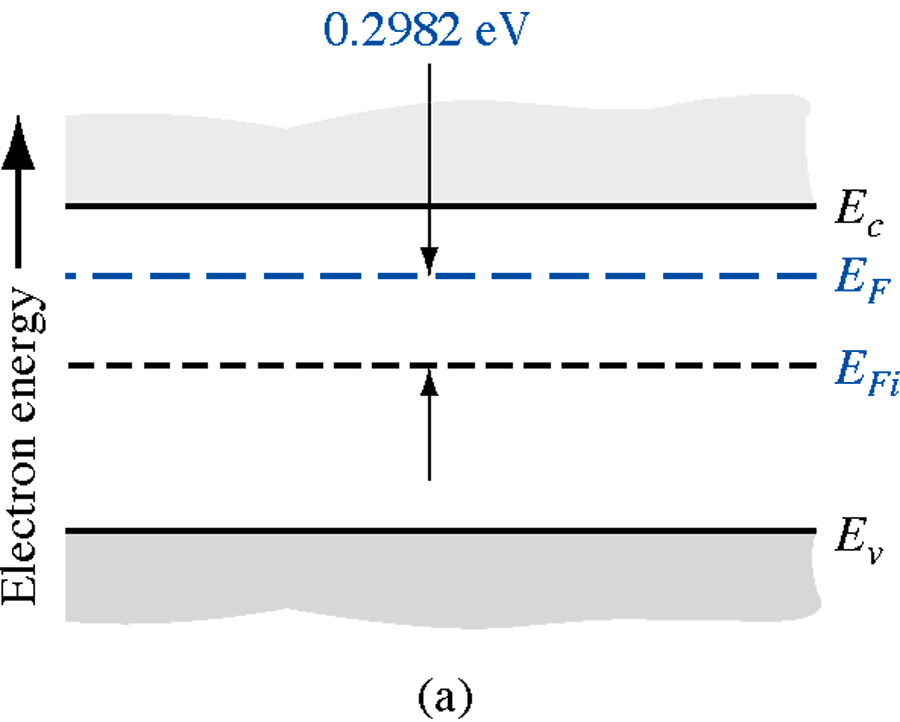 0.2982 eV
E_c
E_F
E_Fi
E_v
Electron energy
(a)